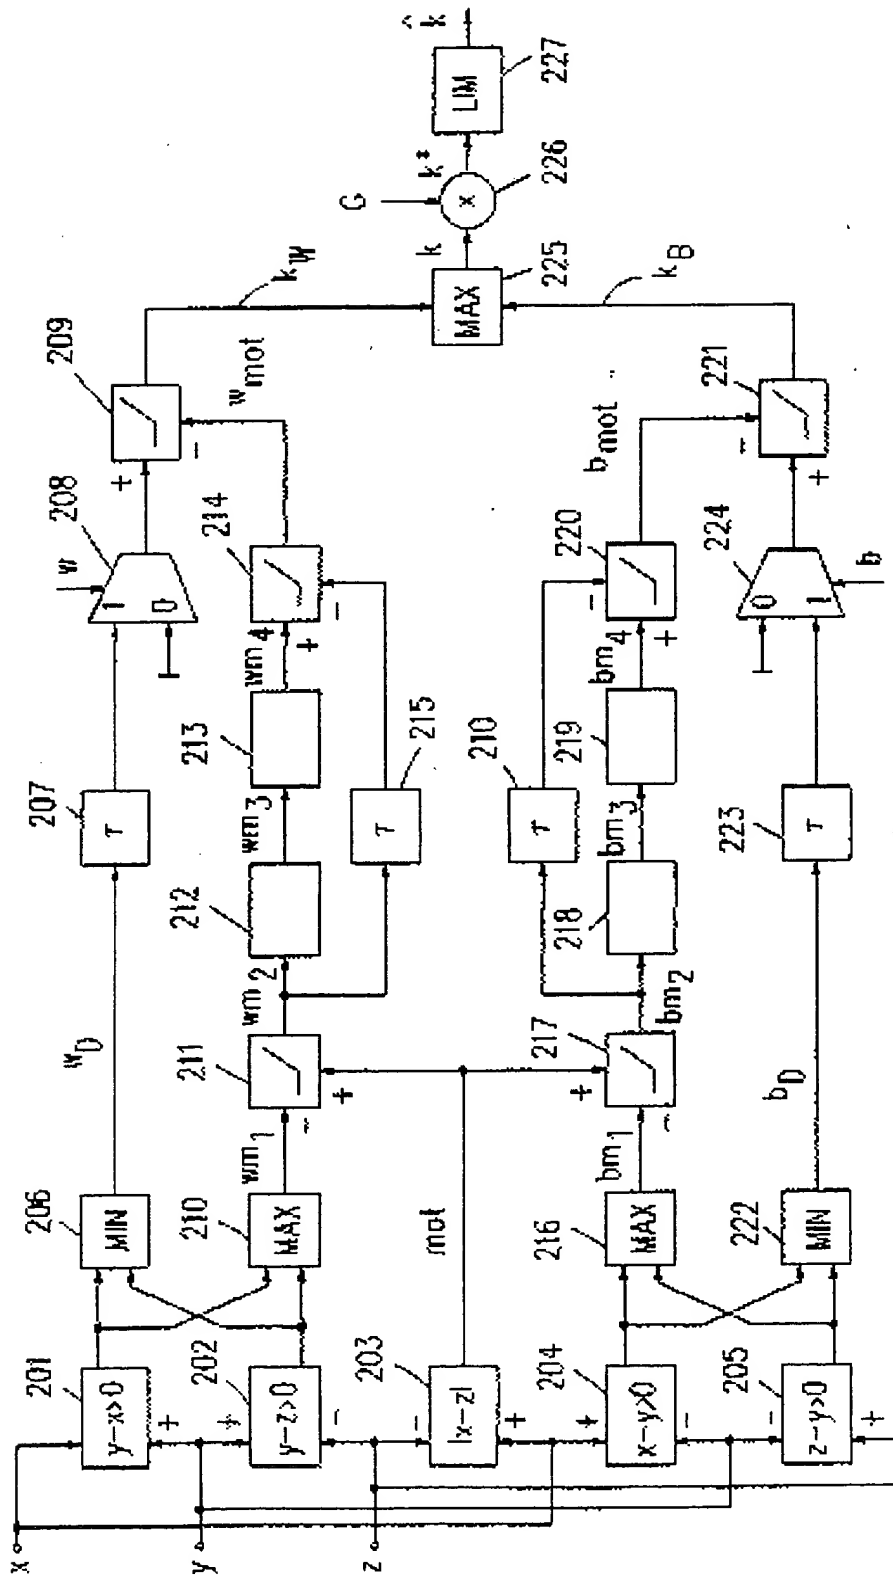 x
y
z
201
y-x>0
+
202
y-z>0
+
-
203
|x-z|
-
+
204
x-y>0
+
-
205
z-y>0
-
+
206
MIN
210
MAX
216
MAX
222
MIN
w_D
wm_1
mot
bm_1
b_D
211
-
+
217
+
-
wm_2
bm_2
212
218
207
τ
wm_3
213
215
τ
210
τ
bm_3
219
223
τ
wm_4
bm_4
w
208
1
0
214
+
-
220
-
+
224
0
1
b
209
+
-
w_mot
b_mot
221
-
+
k_W
MAX
225
k_B
k
G
x
226
k*
LIM
227
k̂